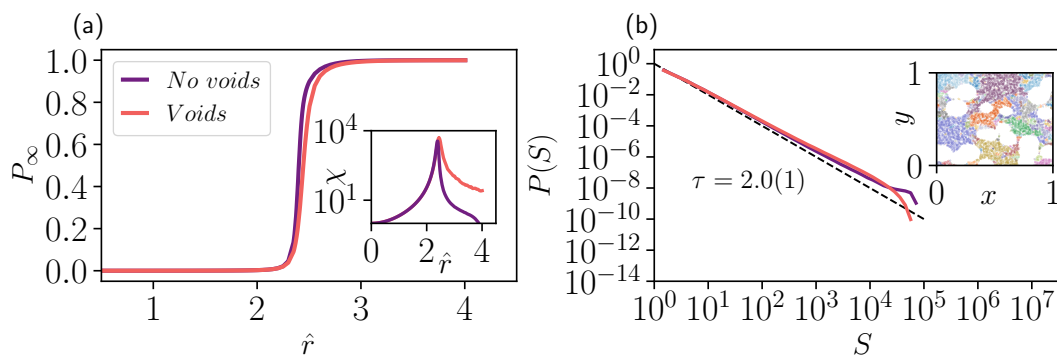 (a)
1.0
0.8
0.6
0.4
0.2
0.0
P∞
No voids
Voids
10⁴
10¹
χ
0
2
4
r̂
1
2
3
4
r̂
(b)
10⁰
10⁻²
10⁻⁴
10⁻⁶
10⁻⁸
10⁻¹⁰
10⁻¹²
10⁻¹⁴
P(S)
τ = 2.0(1)
1
y
0
0
x
1
10⁰
10¹
10²
10³
10⁴
10⁵
10⁶
10⁷
S